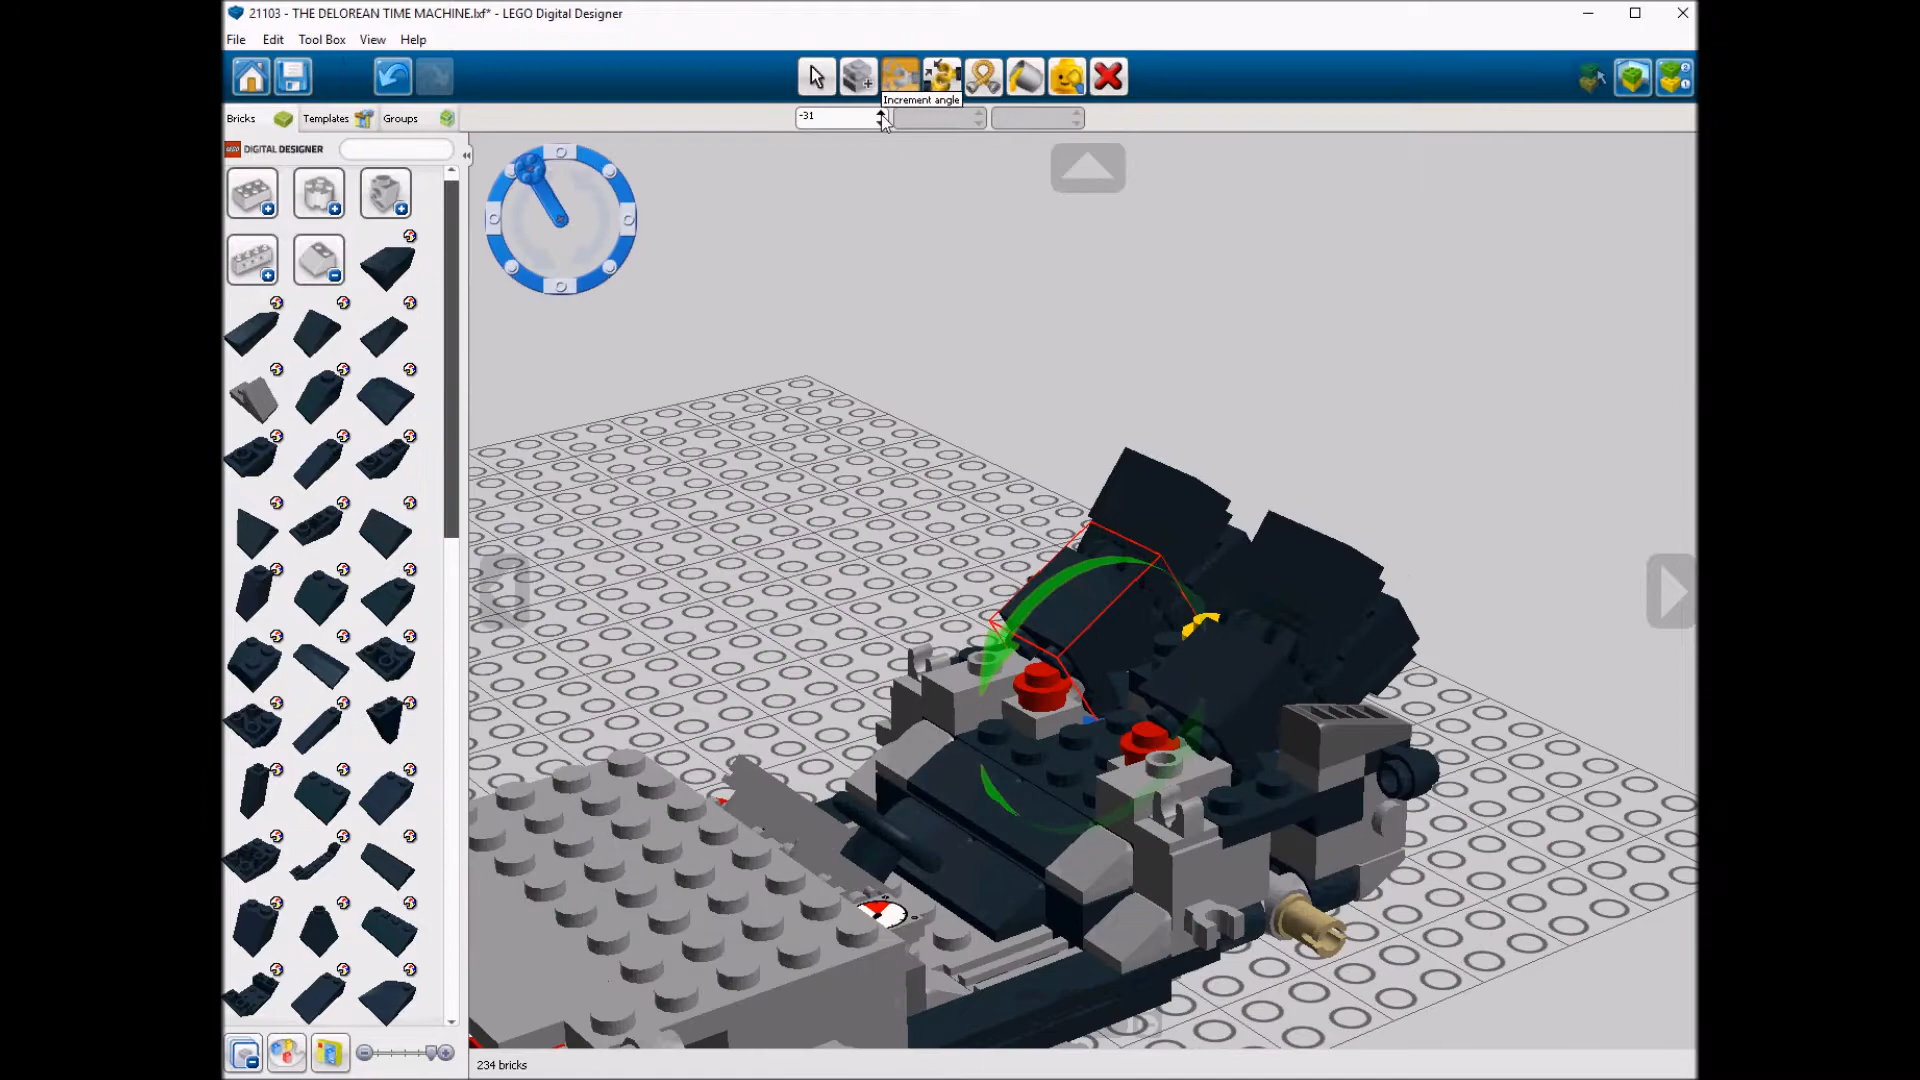 21103 - THE DELOREAN TIME MACHINE.lxf* - LEGO Digital Designer
File Edit Tool Box View Help
Increment angle
Bricks Templates Groups
-31
LEGO DIGITAL DESIGNER
234 bricks